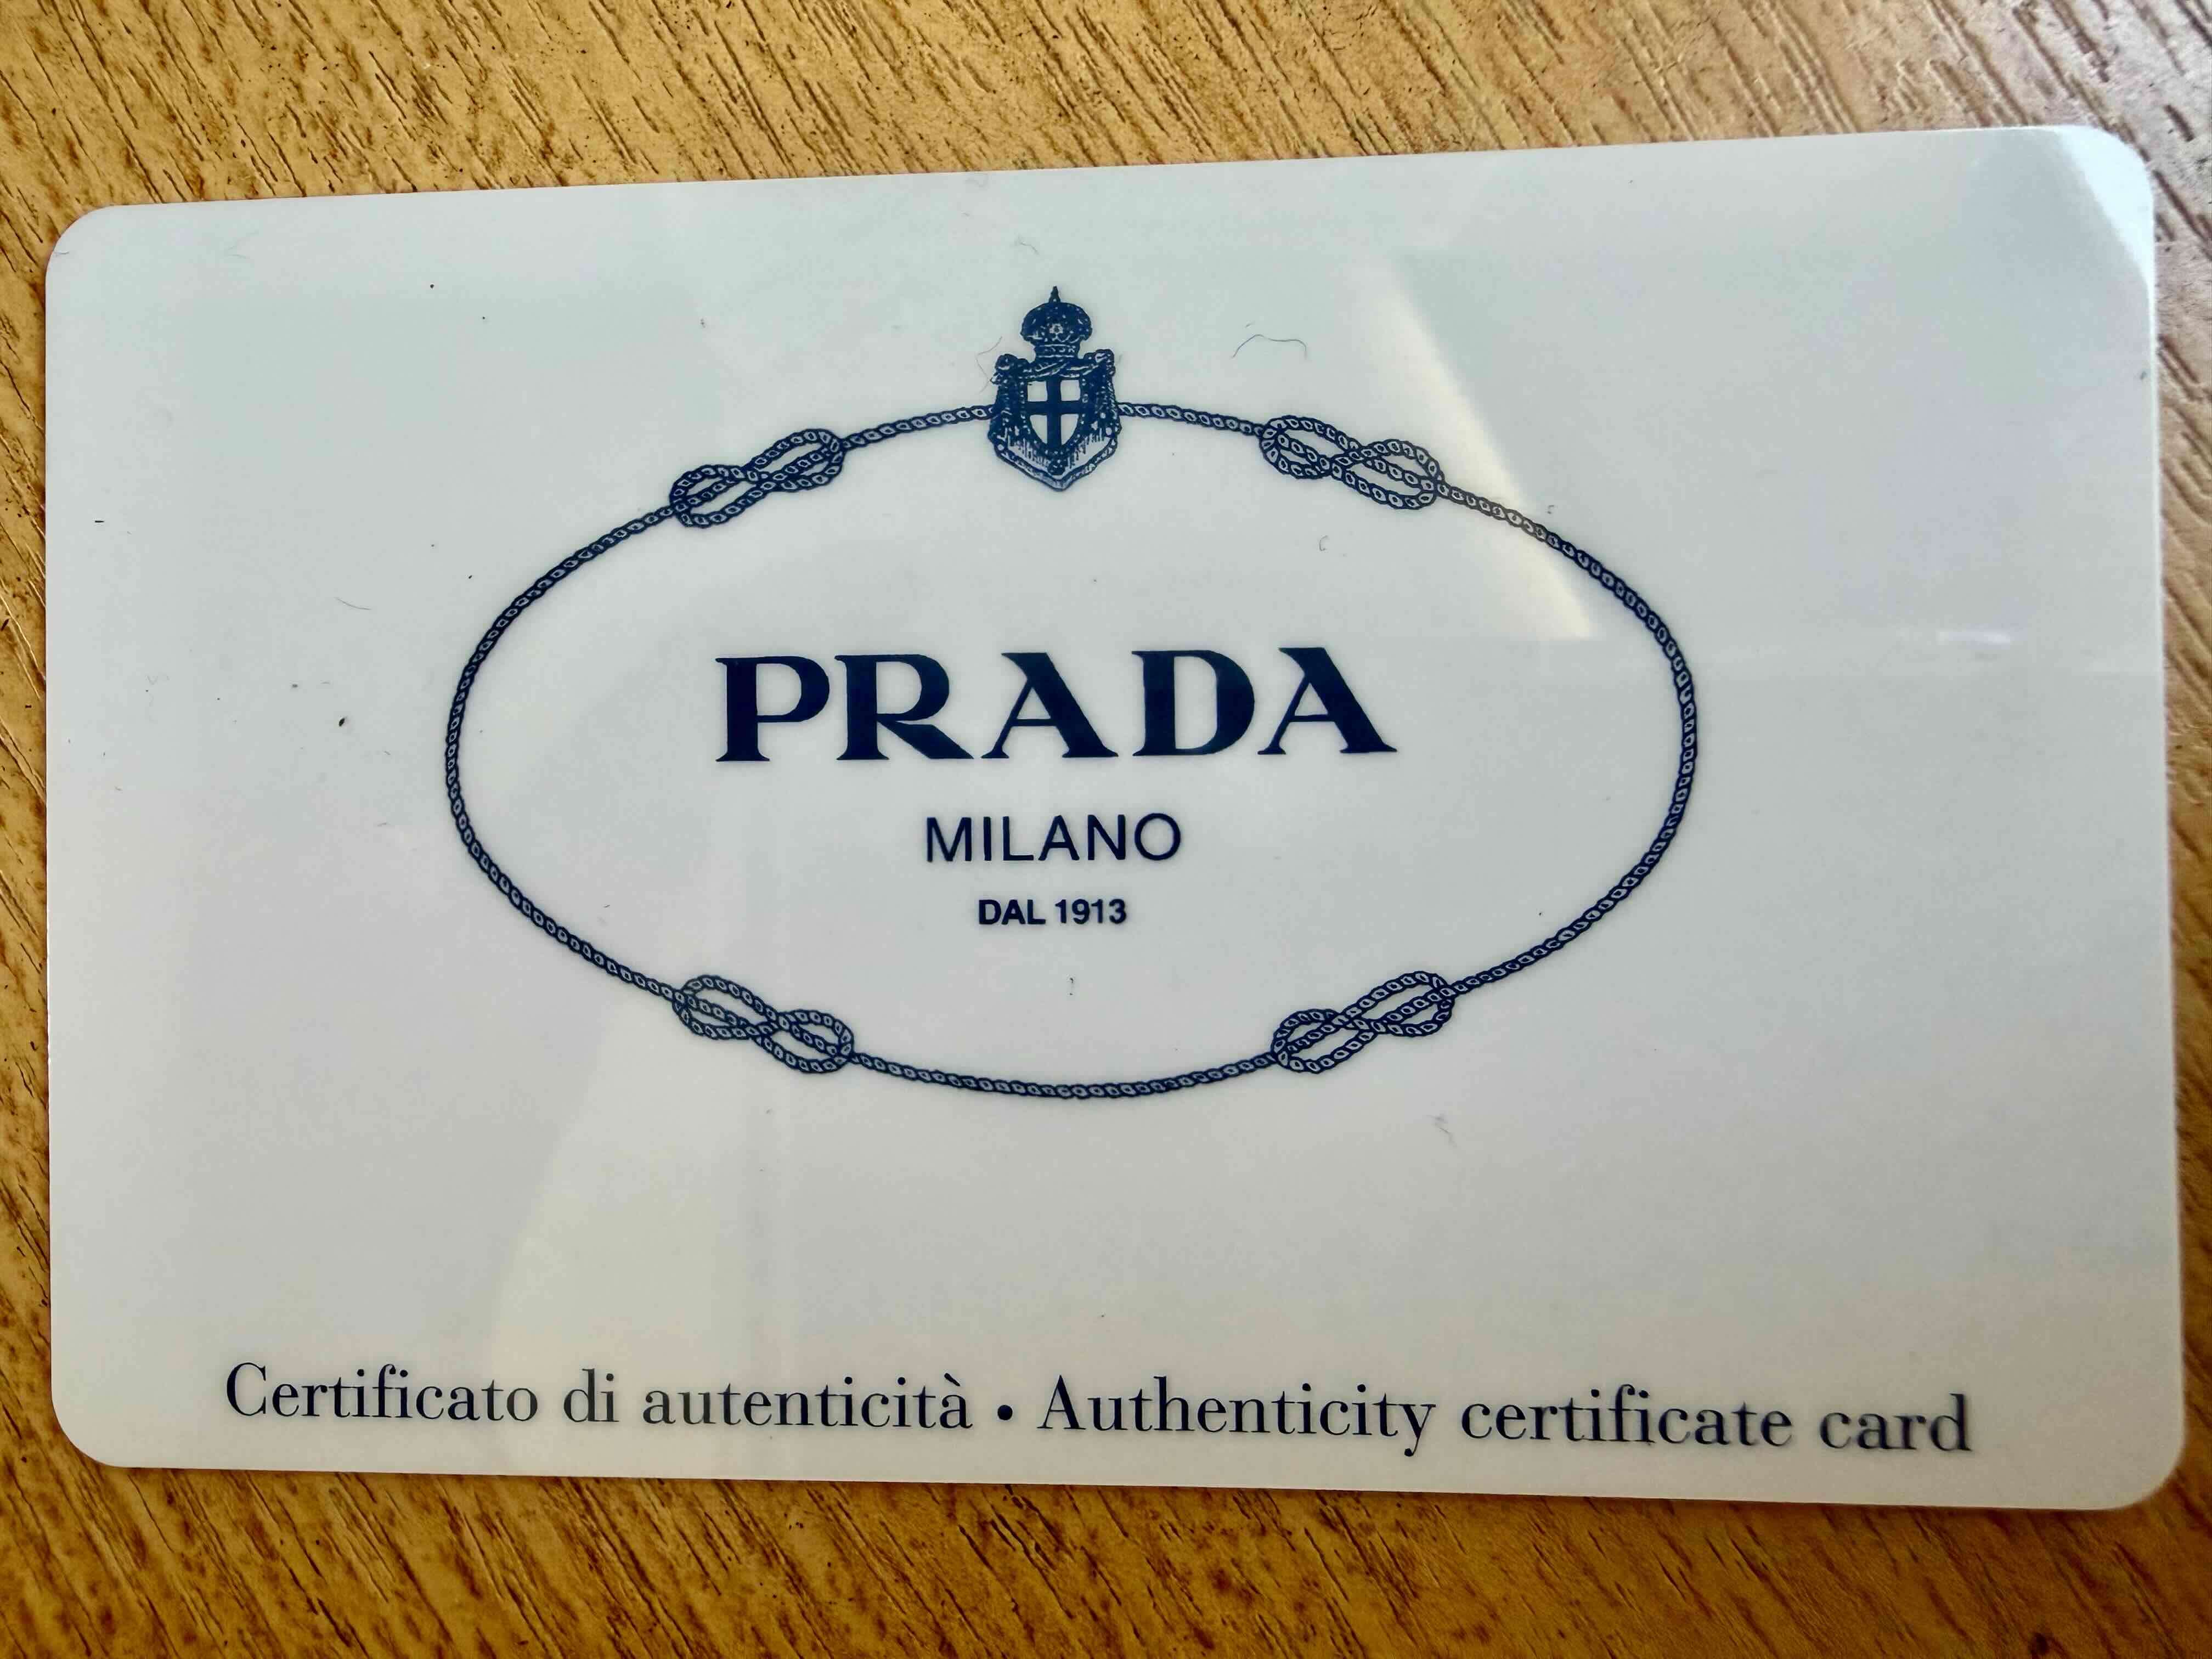 PRADA
MILANO
DAL 1913
Certificato di autenticità • Authenticity certificate card